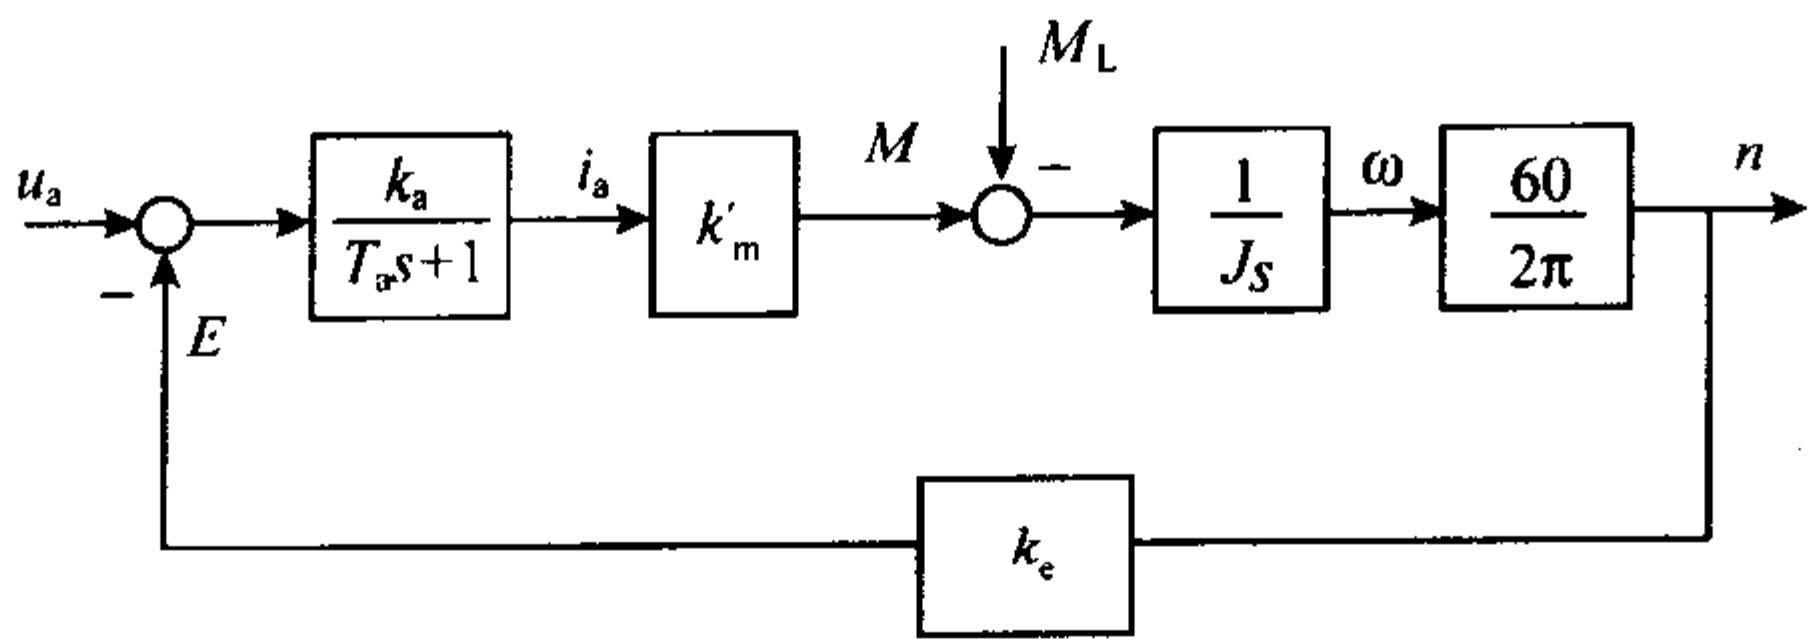 M_L
u_a
−
k_a / (T_a s+1)
i_a
k'_m
M
−
1 / Js
ω
60 / 2π
n
E
k_e